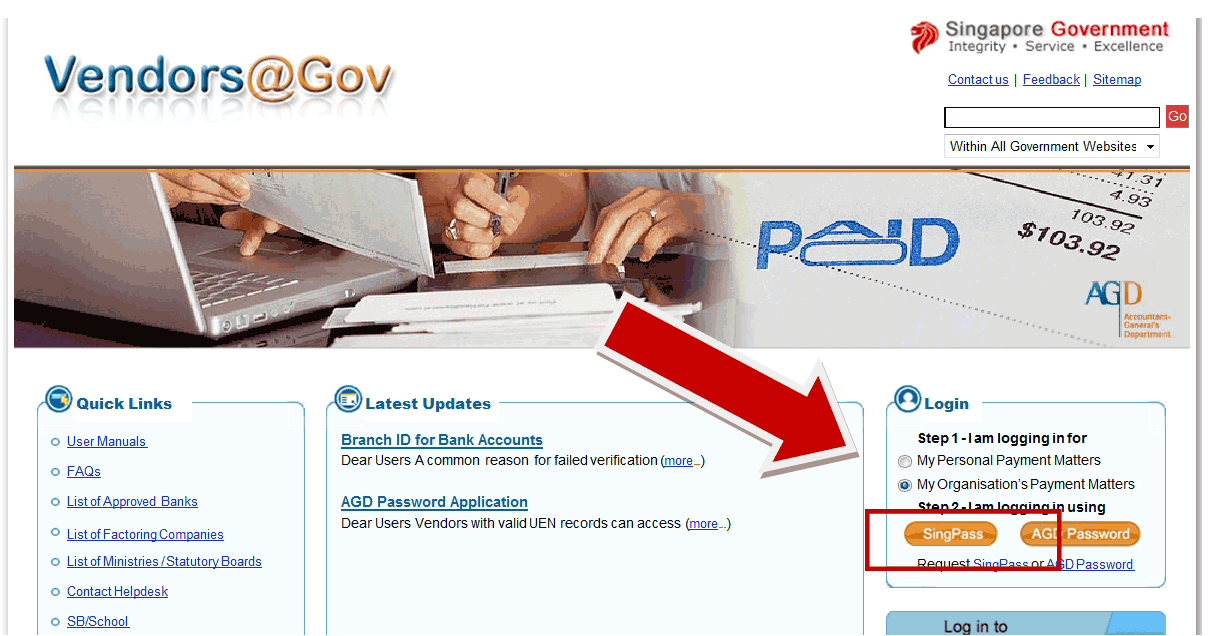 Singapore Government
Integrity • Service • Excellence
Vendors@Gov
Contact us | Feedback | Sitemap
Go
Within All Government Websites
41.31
4.93
103.92
$103.92
PAID
AGD
Accountant-
General's
Department
Quick Links
User Manuals
FAQs
List of Approved Banks
List of Factoring Companies
List of Ministries / Statutory Boards
Contact Helpdesk
SB/School
Latest Updates
Branch ID for Bank Accounts
Dear Users A common reason for failed verification (more...)
AGD Password Application
Dear Users Vendors with valid UEN records can access (more...)
Login
Step 1 - I am logging in for
My Personal Payment Matters
My Organisation's Payment Matters
Step 2 - I am logging in using
SingPass AGD Password
Request SingPass or AGD Password
Log in to